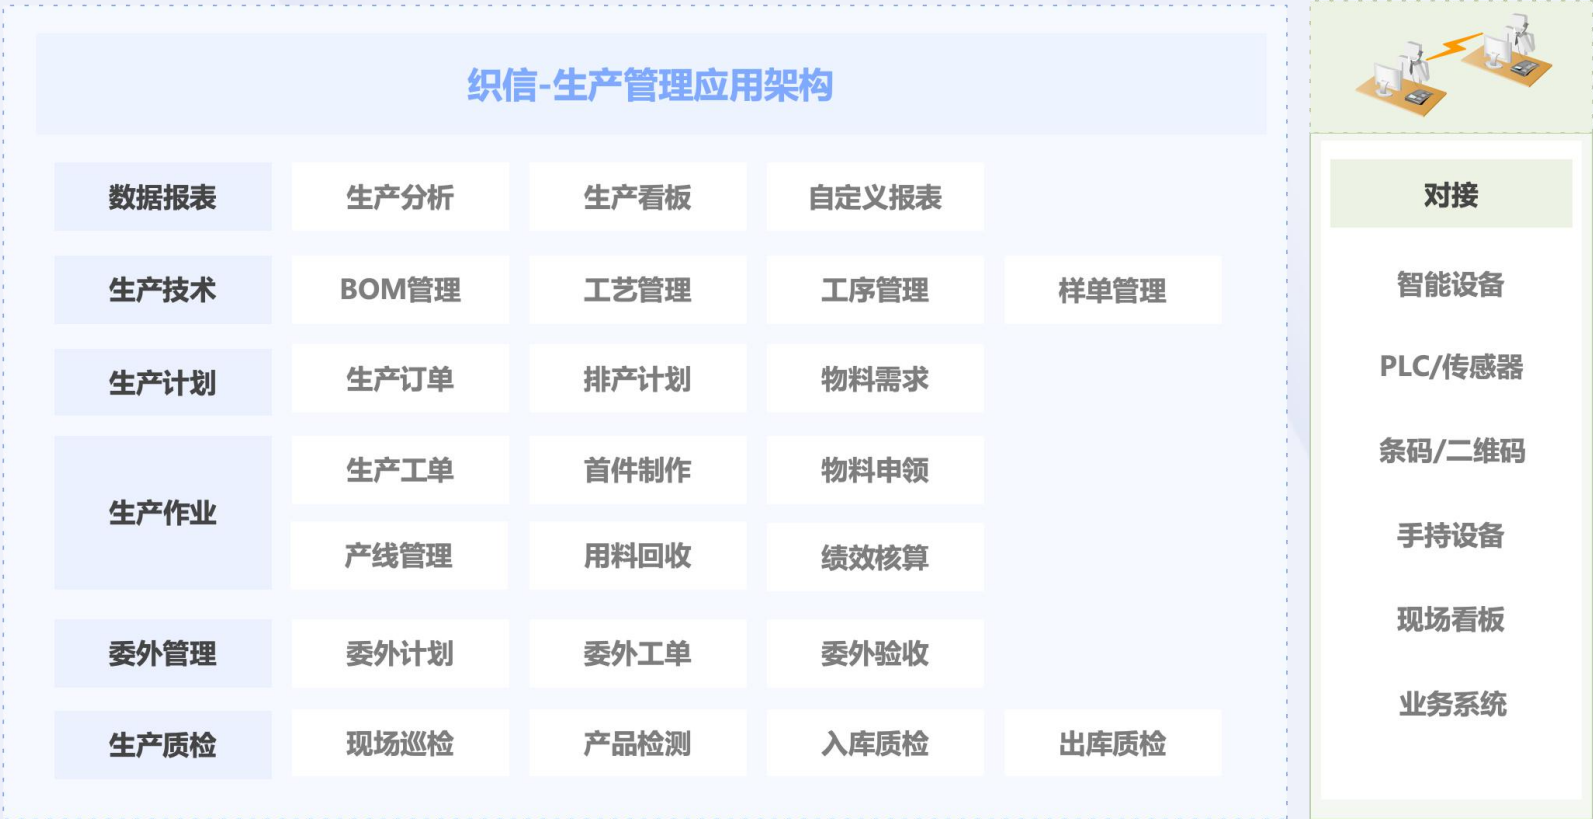 织信-生产管理应用架构
数据报表 生产分析 生产看板 自定义报表
生产技术 BOM管理 工艺管理 工序管理 样单管理
生产计划 生产订单 排产计划 物料需求
生产作业
生产工单 首件制作 物料申领
产线管理 用料回收 绩效核算
委外管理 委外计划 委外工单 委外验收
生产质检 现场巡检 产品检测 入库质检 出库质检
对接
智能设备
PLC/传感器
条码/二维码
手持设备
现场看板
业务系统